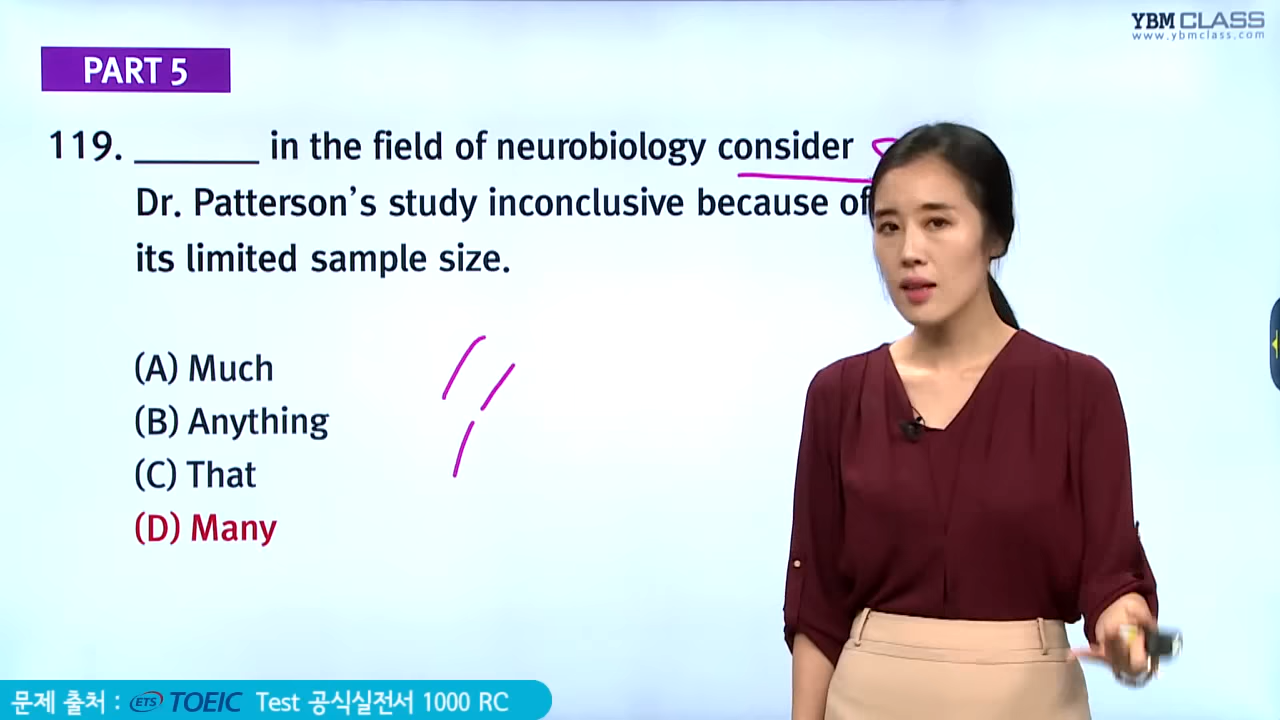 YBM CLASS
www.ybmclass.com
PART 5
119. ______ in the field of neurobiology consider
Dr. Patterson's study inconclusive because of
its limited sample size.
(A) Much
(B) Anything
(C) That
(D) Many
문제 출처 : ETS TOEIC Test 공식실전서 1000 RC